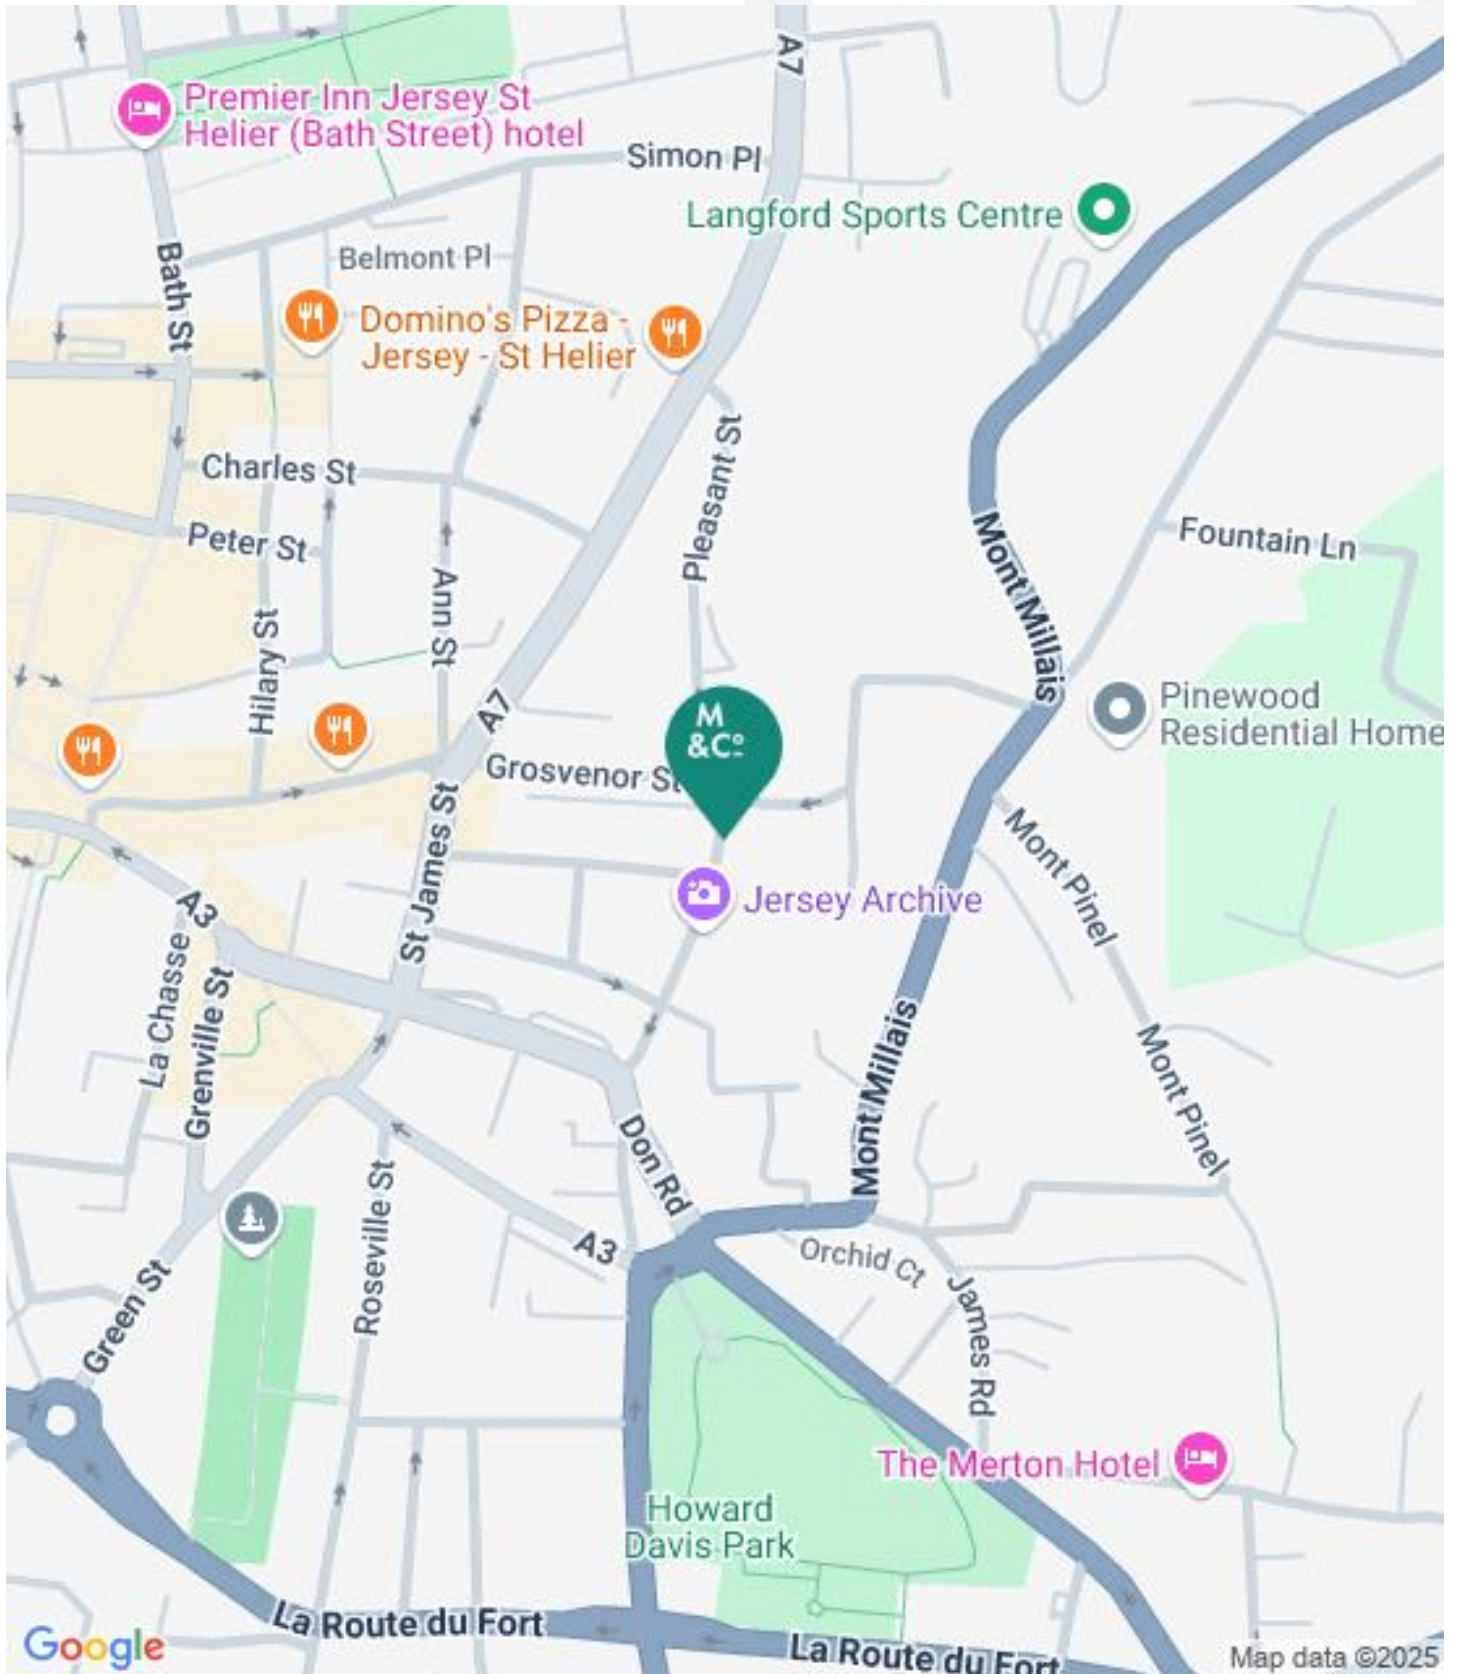 A7
Premier Inn Jersey St
Helier (Bath Street) hotel
Simon Pl
Langford Sports Centre
Bath St
Belmont Pl
Domino's Pizza -
Jersey - St Helier
Pleasant St
Charles St
Peter St
Mont Millais
Fountain Ln
Ann St
Hilary St
A7
Pinewood
Residential Home
M
&Co
Grosvenor St
St James St
Mont Pinel
Jersey Archive
A3
La Chasse
Grenville St
Mont Millais
Mont Pinel
Don Rd
Roseville St
A3
Orchid Ct
Green St
James Rd
The Merton Hotel
Howard
Davis Park
La Route du Fort
La Route du Fort
Google
Map data ©2025